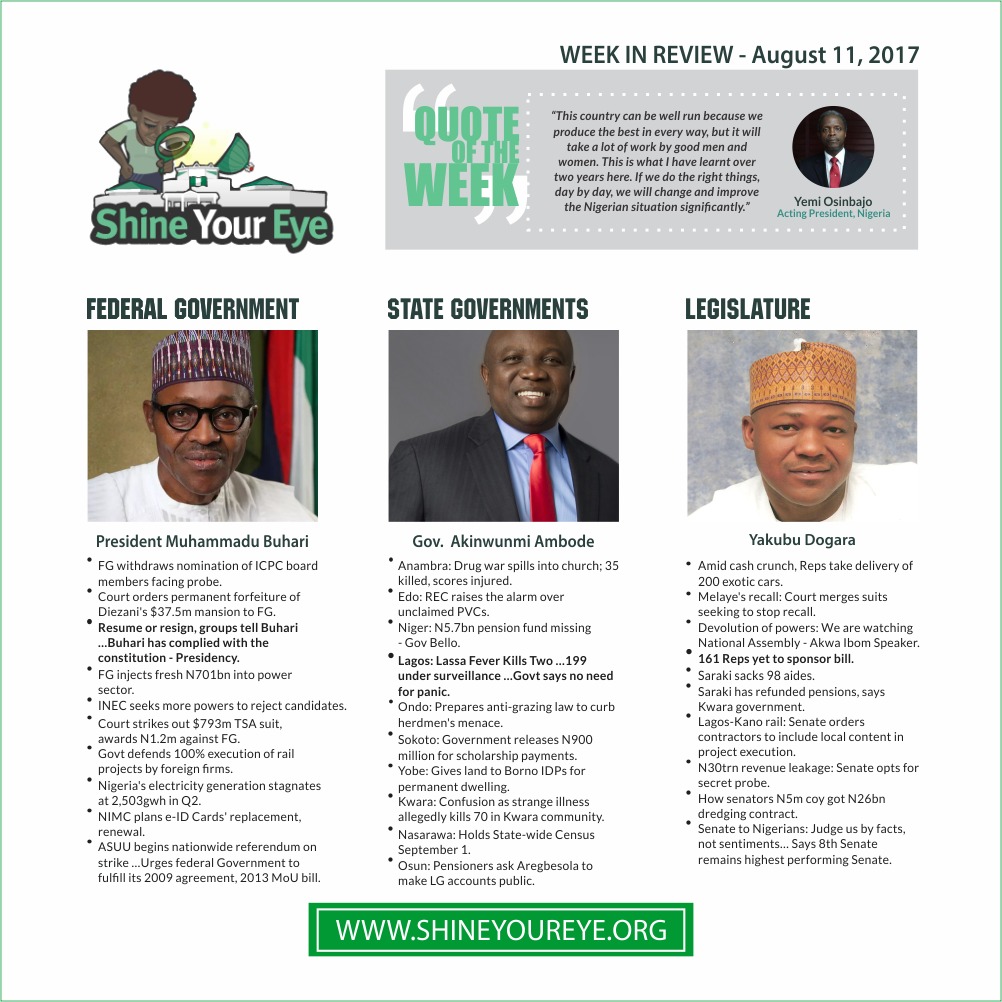 WEEK IN REVIEW - August 11, 2017
Shine Your Eye
“
QUOTE
OF THE
WEEK
”
“This country can be well run because we
produce the best in every way, but it will
take a lot of work by good men and
women. This is what I have learnt over
two years here. If we do the right things,
day by day, we will change and improve
the Nigerian situation significantly.”
Yemi Osinbajo
Acting President, Nigeria
FEDERAL GOVERNMENT
President Muhammadu Buhari
• FG withdraws nomination of ICPC board
members facing probe.
• Court orders permanent forfeiture of
Diezani's $37.5m mansion to FG.
• Resume or resign, groups tell Buhari
...Buhari has complied with the
constitution - Presidency.
• FG injects fresh N701bn into power
sector.
• INEC seeks more powers to reject candidates.
• Court strikes out $793m TSA suit,
awards N1.2m against FG.
• Govt defends 100% execution of rail
projects by foreign firms.
• Nigeria's electricity generation stagnates
at 2,503gwh in Q2.
• NIMC plans e-ID Cards' replacement,
renewal.
• ASUU begins nationwide referendum on
strike ...Urges federal Government to
fulfill its 2009 agreement, 2013 MoU bill.
STATE GOVERNMENTS
Gov. Akinwunmi Ambode
• Anambra: Drug war spills into church; 35
killed, scores injured.
• Edo: REC raises the alarm over
unclaimed PVCs.
• Niger: N5.7bn pension fund missing
- Gov Bello.
• Lagos: Lassa Fever Kills Two ...199
under surveillance ...Govt says no need
for panic.
• Ondo: Prepares anti-grazing law to curb
herdmen's menace.
• Sokoto: Government releases N900
million for scholarship payments.
• Yobe: Gives land to Borno IDPs for
permanent dwelling.
• Kwara: Confusion as strange illness
allegedly kills 70 in Kwara community.
• Nasarawa: Holds State-wide Census
September 1.
• Osun: Pensioners ask Aregbesola to
make LG accounts public.
LEGISLATURE
Yakubu Dogara
• Amid cash crunch, Reps take delivery of
200 exotic cars.
• Melaye's recall: Court merges suits
seeking to stop recall.
• Devolution of powers: We are watching
National Assembly - Akwa Ibom Speaker.
• 161 Reps yet to sponsor bill.
• Saraki sacks 98 aides.
• Saraki has refunded pensions, says
Kwara government.
• Lagos-Kano rail: Senate orders
contractors to include local content in
project execution.
• N30trn revenue leakage: Senate opts for
secret probe.
• How senators N5m coy got N26bn
dredging contract.
• Senate to Nigerians: Judge us by facts,
not sentiments... Says 8th Senate
remains highest performing Senate.
WWW.SHINEYOUREYE.ORG